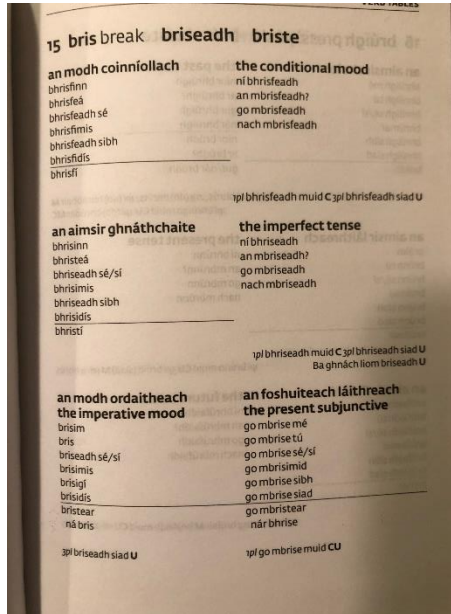 VERB TABLES
15 bris break briseadh briste
an modh coinníollach
bhrisfinn
bhrisfeá
bhrisfeadh sé
bhrisfimis
bhrisfeadh sibh
bhrisfidís
bhrisfí
the conditional mood
ní bhrisfeadh
an mbrisfeadh?
go mbrisfeadh
nach mbrisfeadh
1pl bhrisfeadh muid C 3pl bhrisfeadh siad U
an aimsir ghnáthchaite
bhrisinn
bhristeá
bhriseadh sé/sí
bhrisimis
bhriseadh sibh
bhrisidís
bhristí
the imperfect tense
ní bhriseadh
an mbriseadh?
go mbriseadh
nach mbriseadh
1pl bhriseadh muid C 3pl bhriseadh siad U
Ba ghnách liom briseadh U
an modh ordaitheach
the imperative mood
brisim
bris
briseadh sé/sí
brisimis
brisigí
brisidís
bristear
ná bris
3pl briseadh siad U
an foshuiteach láithreach
the present subjunctive
go mbrise mé
go mbrise tú
go mbrise sé/sí
go mbrisimid
go mbrise sibh
go mbrise siad
go mbristear
nár bhrise
1pl go mbrise muid CU